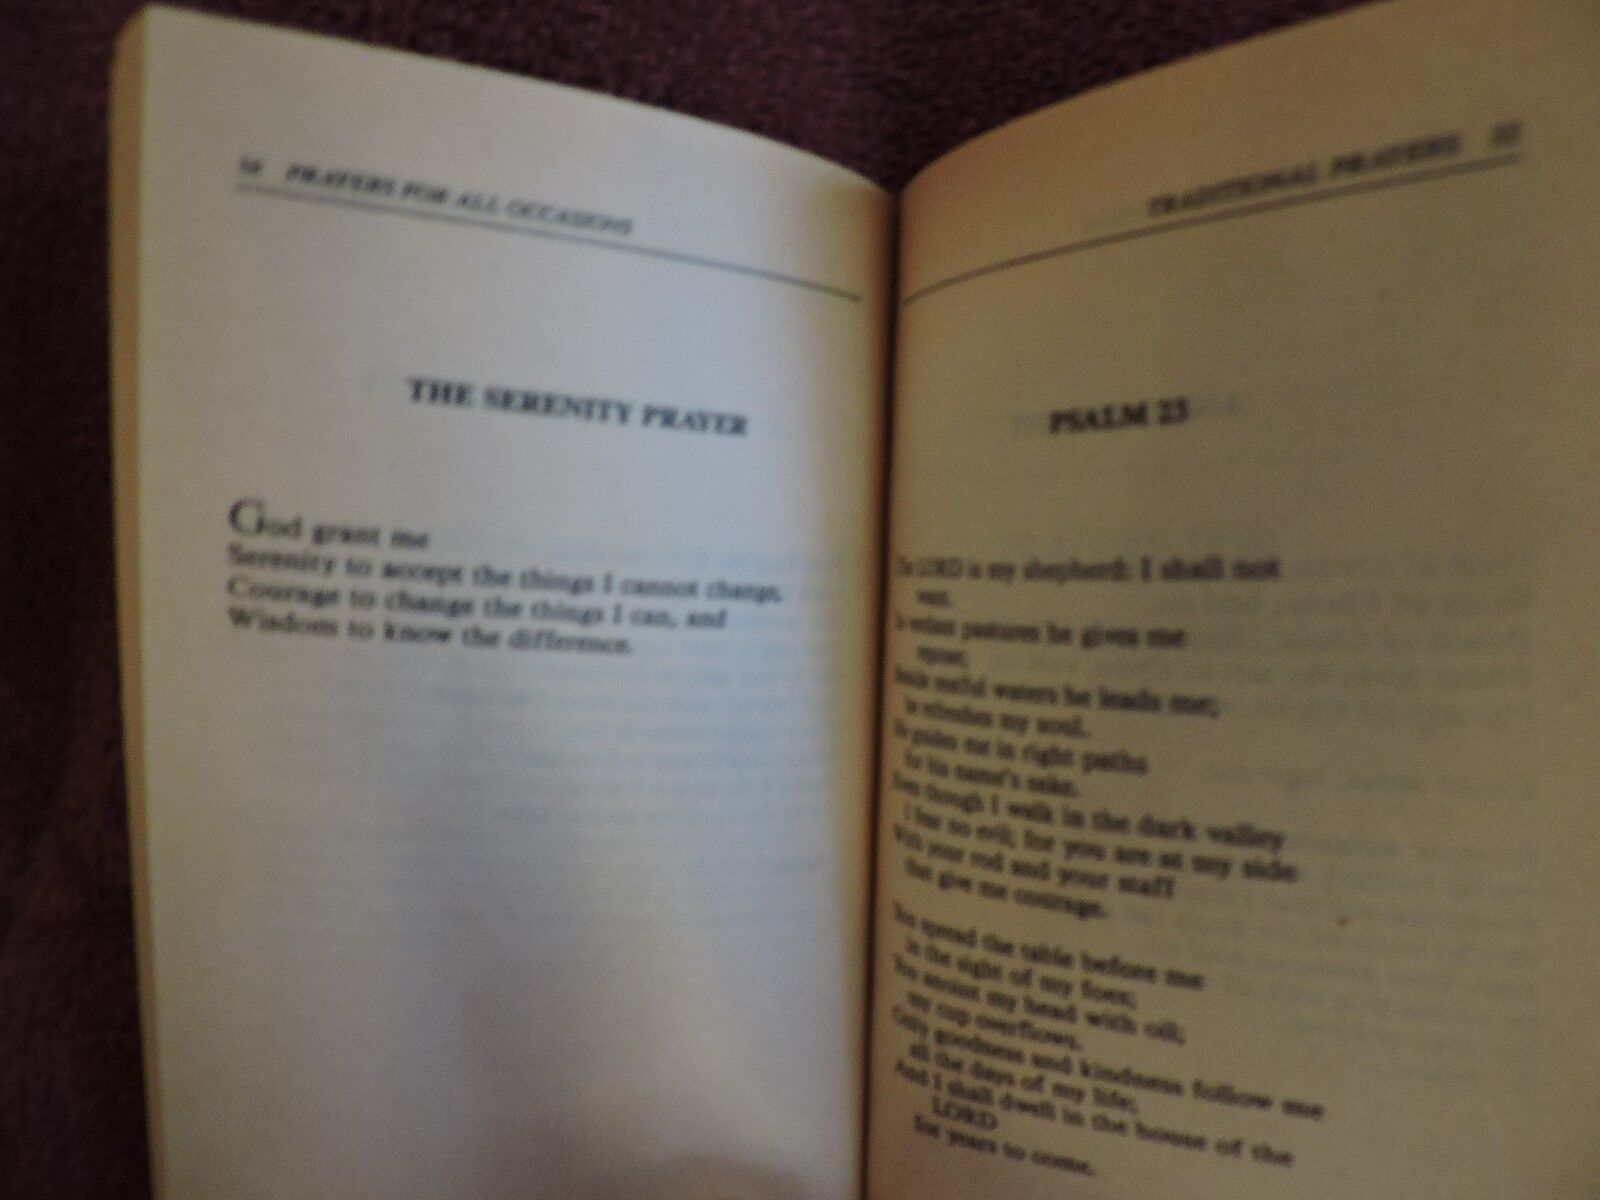 PRAYERS FOR ALL OCCASIONS
THE SERENITY PRAYER
God grant me
Serenity to accept the things I cannot change,
Courage to change the things I can, and
Wisdom to know the difference.
TRADITIONAL PRAYERS
PSALM 23
The LORD is my shepherd: I shall not
want.
In verdant pastures he gives me
repose;
Beside restful waters he leads me;
he refreshes my soul.
He guides me in right paths
for his name's sake.
Even though I walk in the dark valley
I fear no evil; for you are at my side
With your rod and your staff
that give me courage.
You spread the table before me
in the sight of my foes;
You anoint my head with oil;
my cup overflows.
Only goodness and kindness follow me
all the days of my life;
And I shall dwell in the house of the
LORD
for years to come.